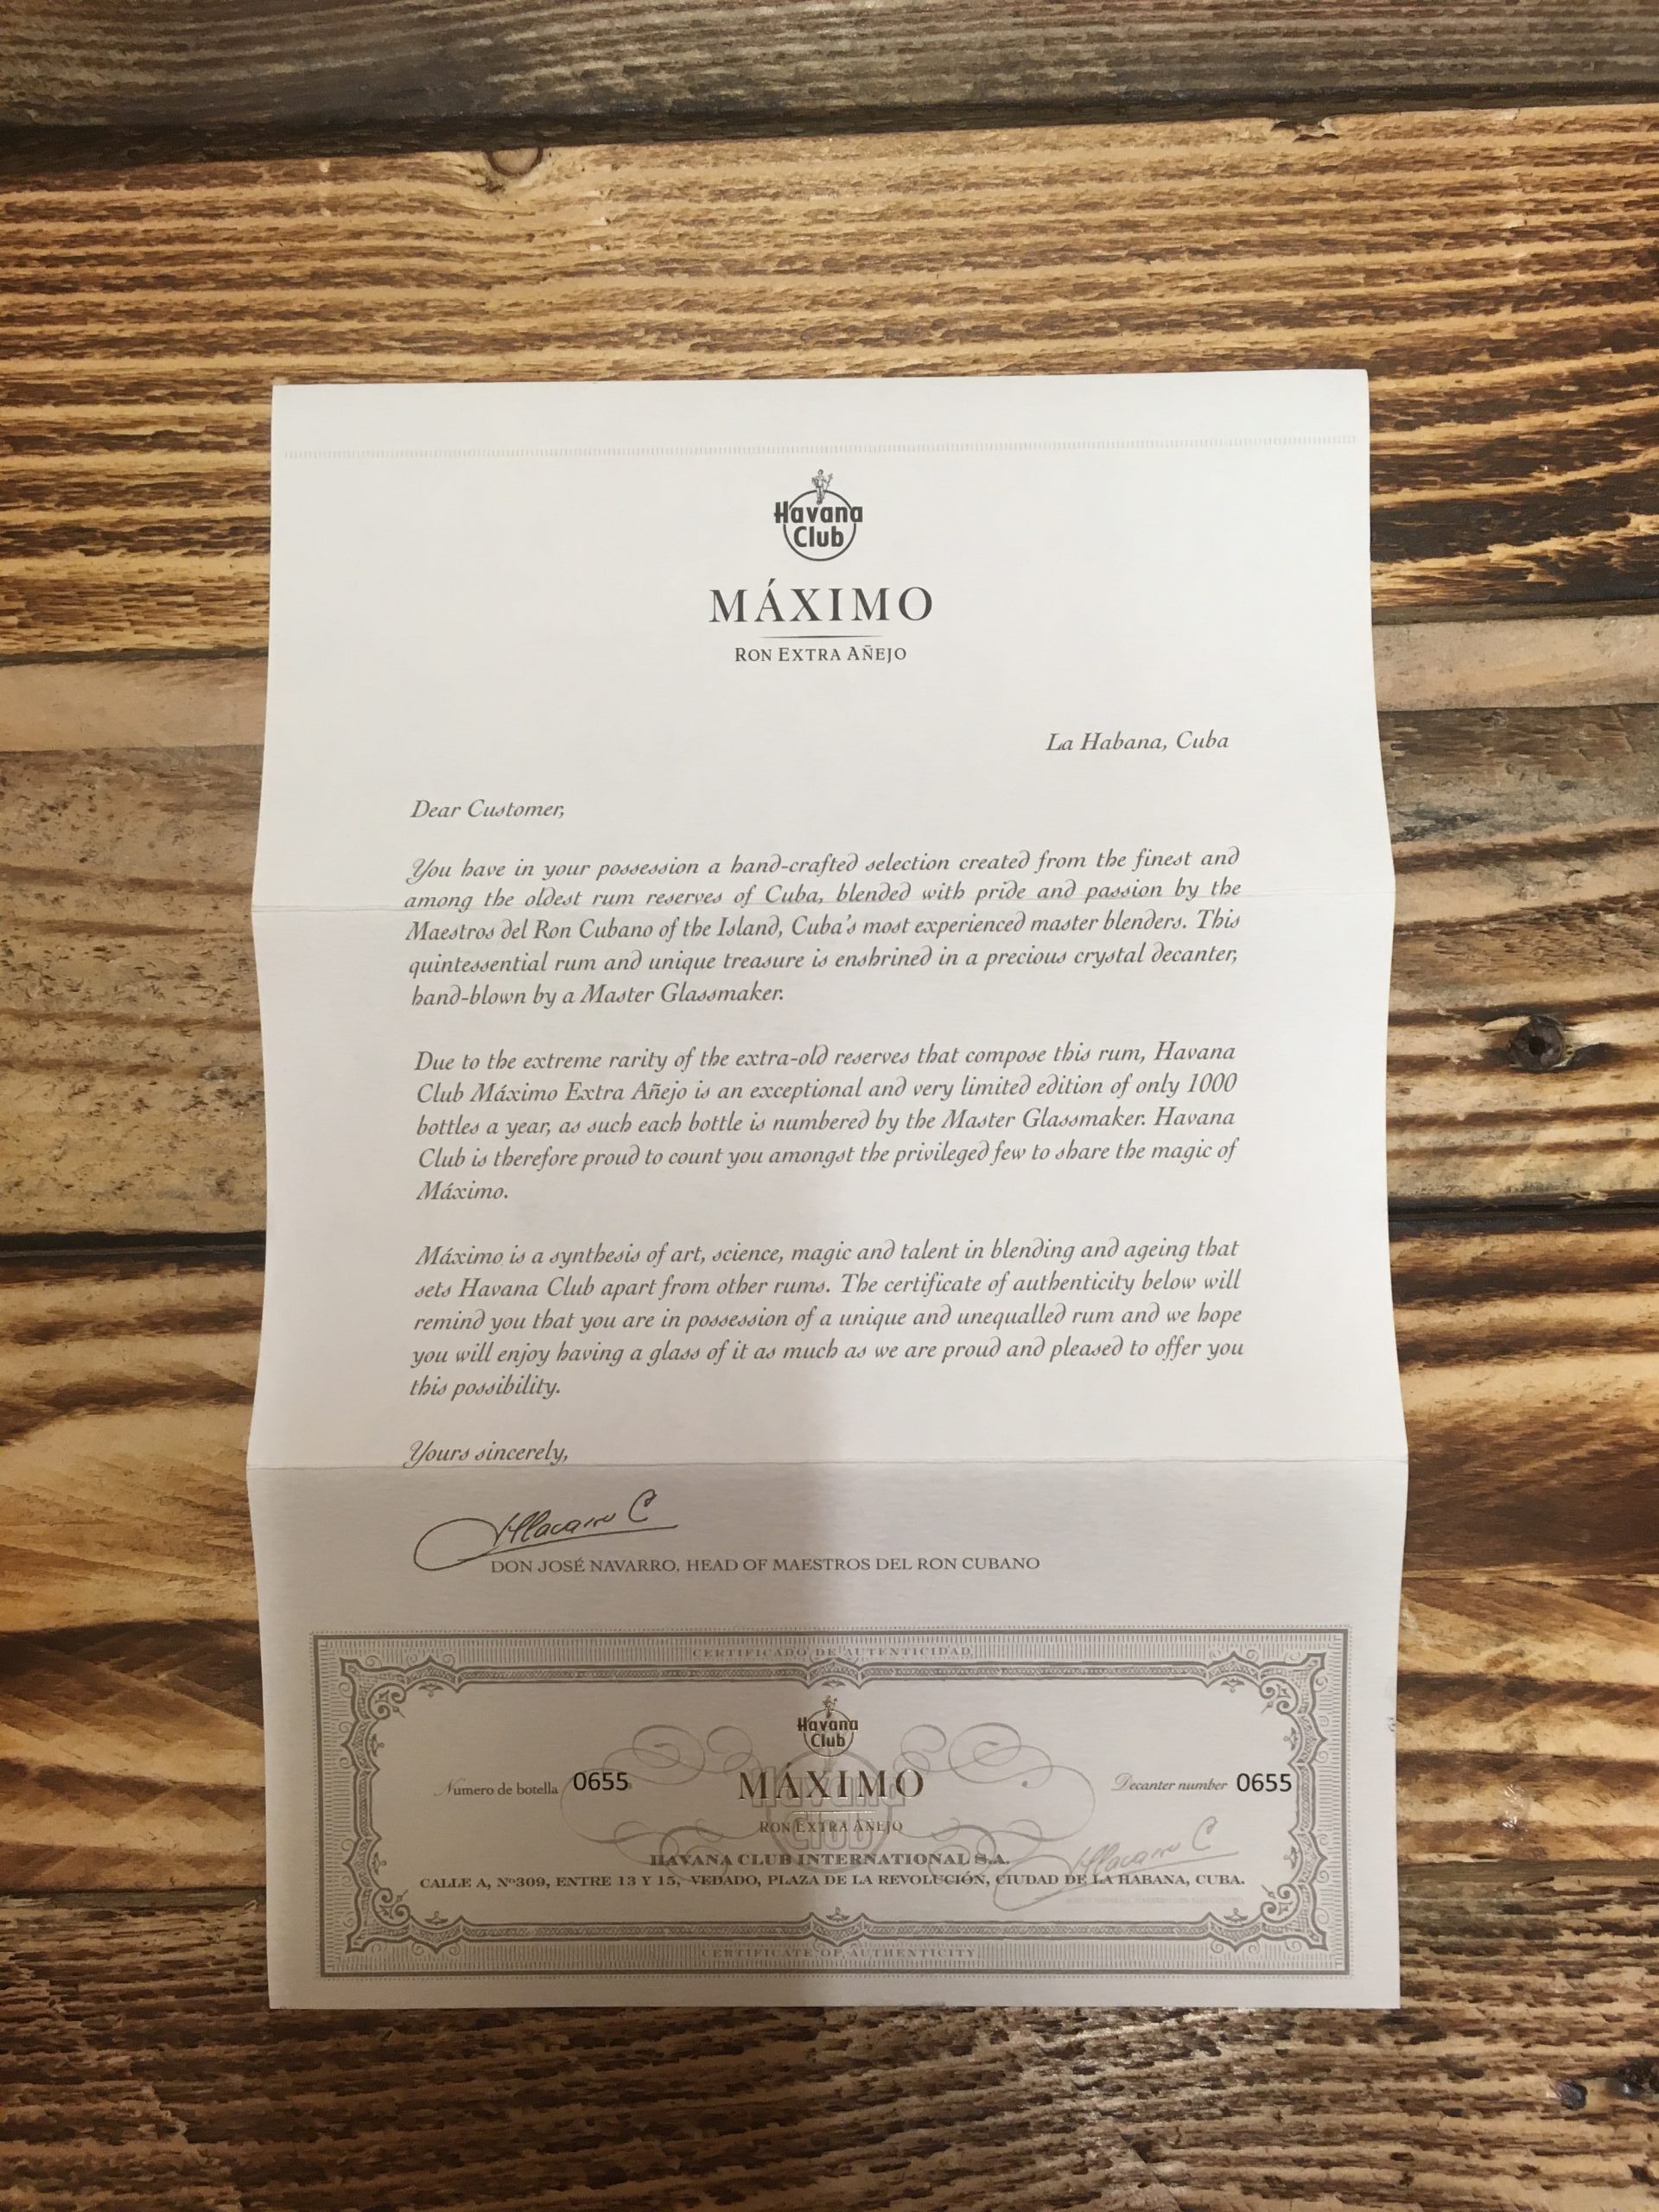 Havana
Club
MÁXIMO
RON EXTRA AÑEJO
La Habana, Cuba
Dear Customer,
You have in your possession a hand-crafted selection created from the finest and
among the oldest rum reserves of Cuba, blended with pride and passion by the
Maestros del Ron Cubano of the Island, Cuba's most experienced master blenders. This
quintessential rum and unique treasure is enshrined in a precious crystal decanter,
hand-blown by a Master Glassmaker.
Due to the extreme rarity of the extra-old reserves that compose this rum, Havana
Club Máximo Extra Añejo is an exceptional and very limited edition of only 1000
bottles a year, as such each bottle is numbered by the Master Glassmaker. Havana
Club is therefore proud to count you amongst the privileged few to share the magic of
Máximo.
Máximo is a synthesis of art, science, magic and talent in blending and ageing that
sets Havana Club apart from other rums. The certificate of authenticity below will
remind you that you are in possession of a unique and unequalled rum and we hope
you will enjoy having a glass of it as much as we are proud and pleased to offer you
this possibility.
Yours sincerely,
DON JOSÉ NAVARRO, HEAD OF MAESTROS DEL RON CUBANO
CERTIFICADO DE AUTENTICIDAD
Havana
Club
Numero de botella 0655
MÁXIMO
Decanter number 0655
RON EXTRA AÑEJO
HAVANA CLUB INTERNATIONAL S.A.
CALLE A, Nº309, ENTRE 13 Y 15, VEDADO, PLAZA DE LA REVOLUCIÓN, CIUDAD DE LA HABANA, CUBA.
CERTIFICATE OF AUTHENTICITY